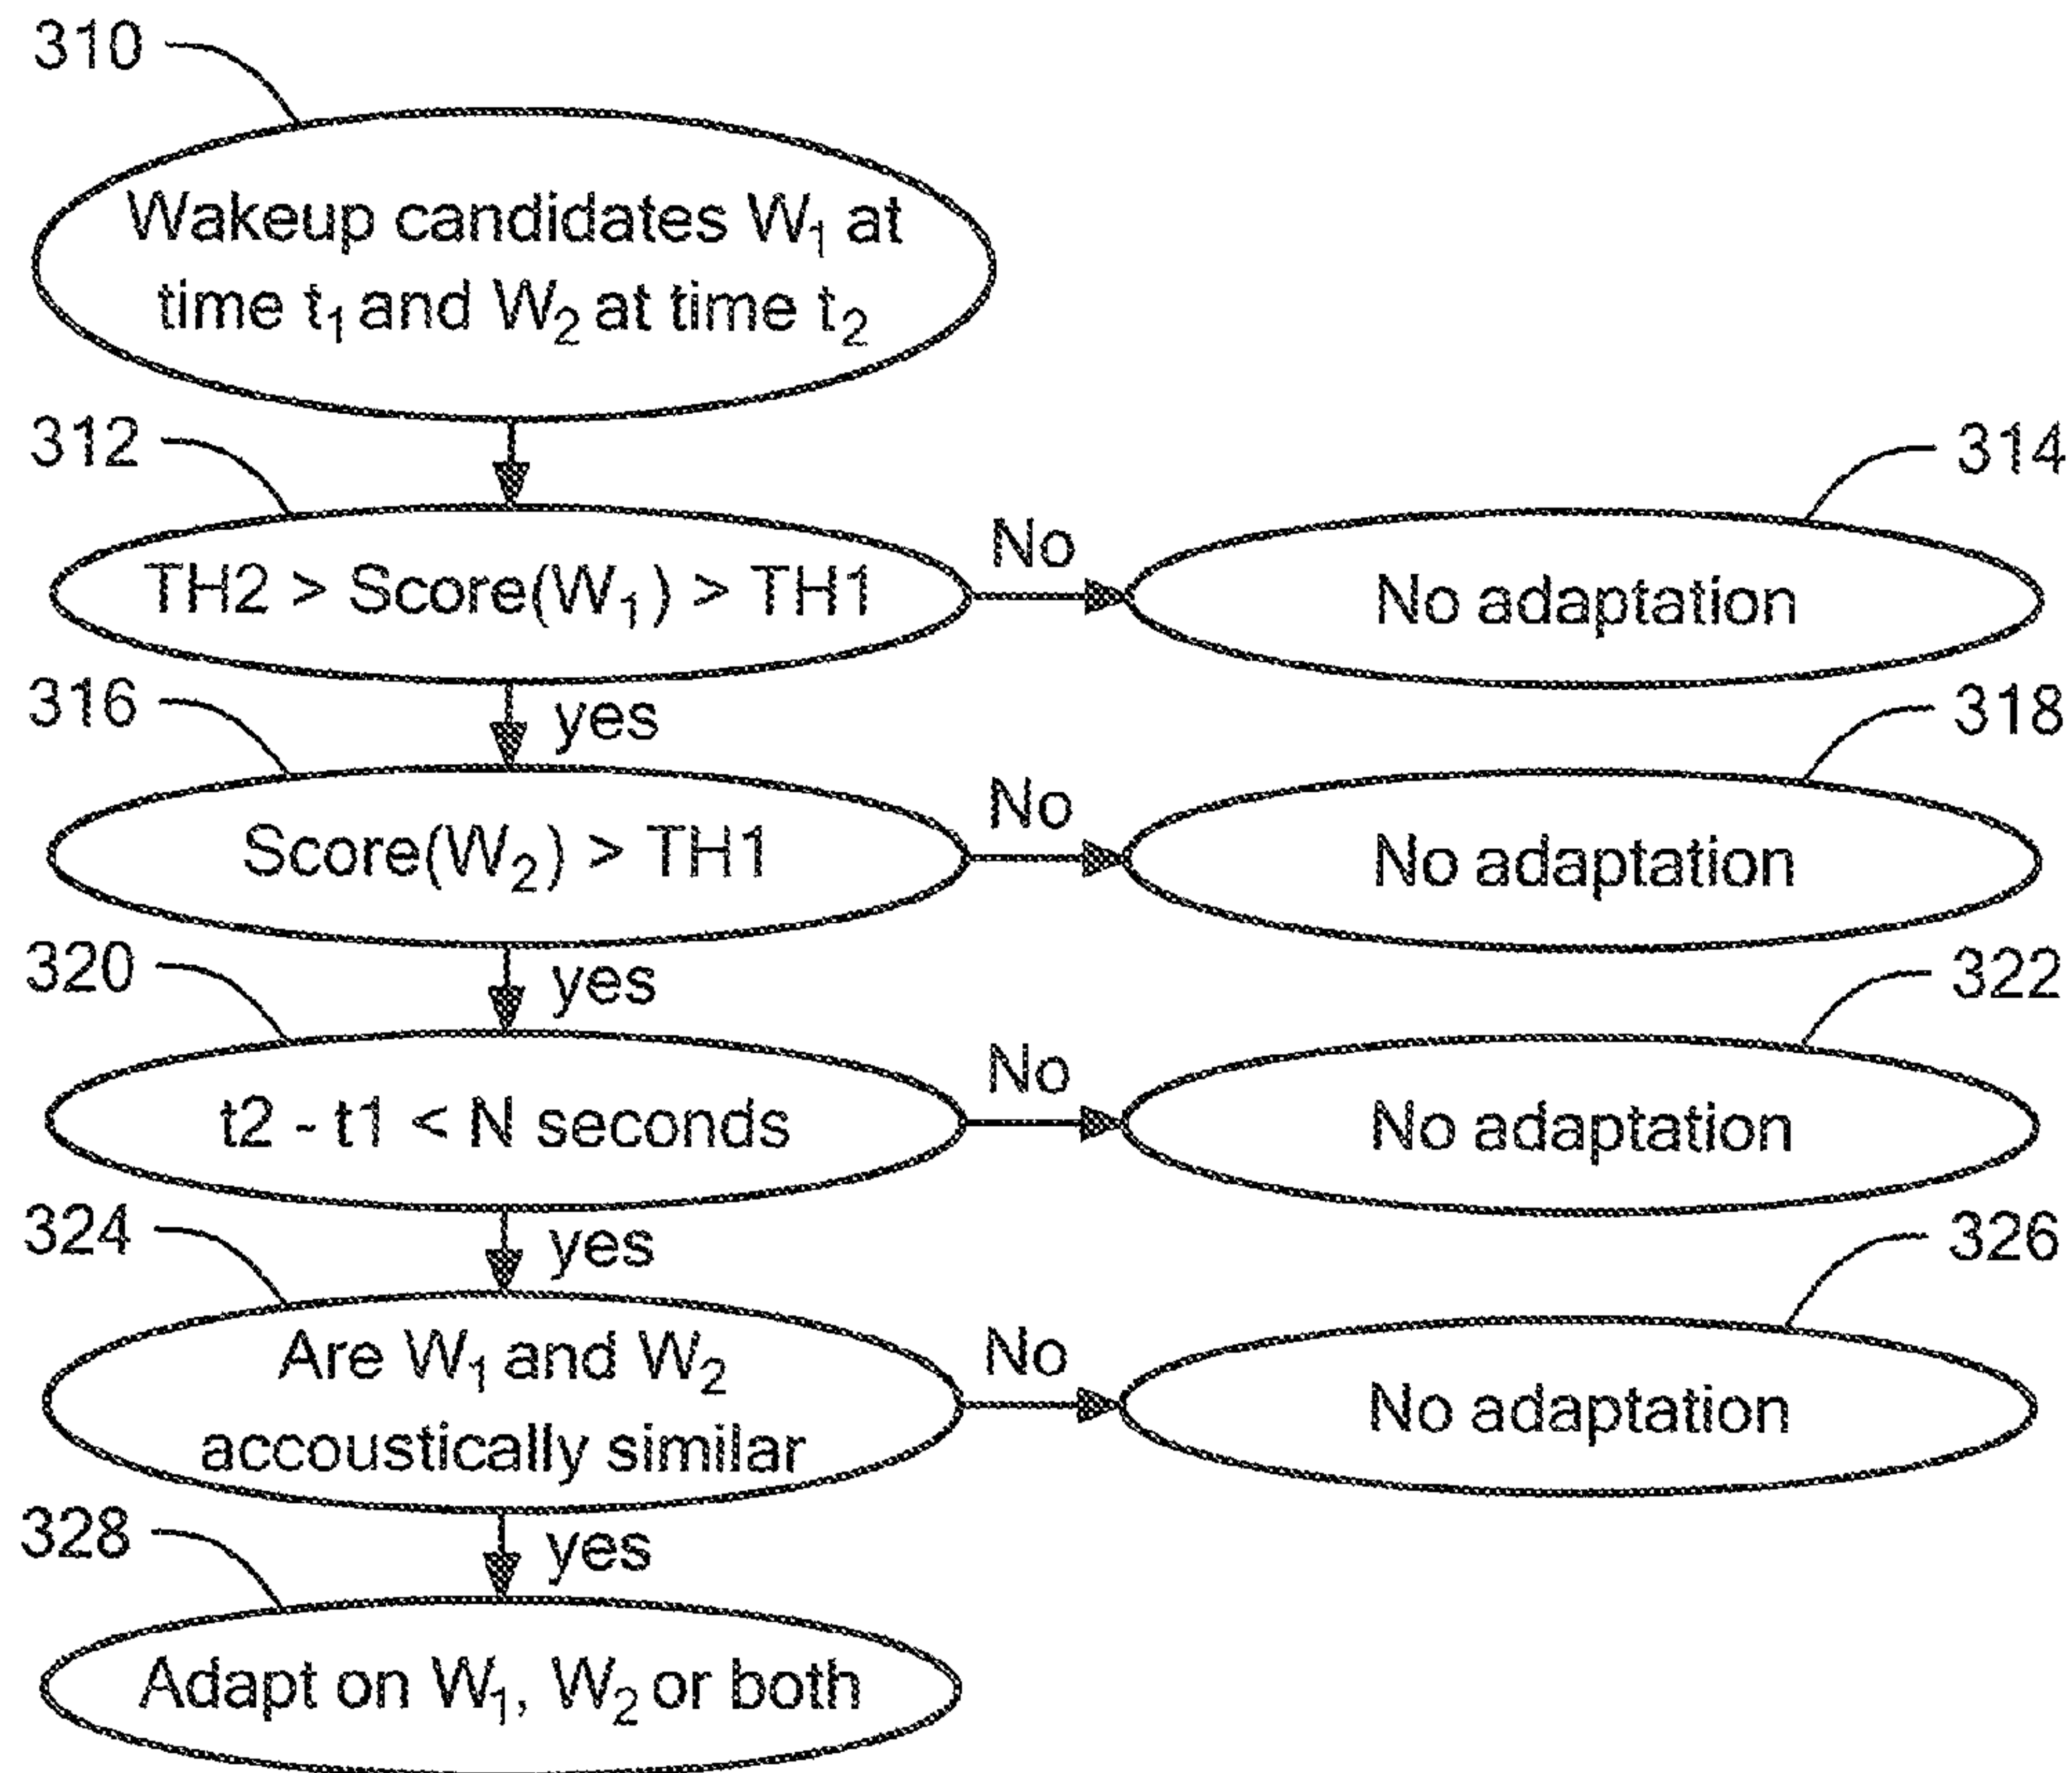 310
Wakeup candidates W₁ at
time t₁ and W₂ at time t₂
312
314
TH2 > Score(W₁) > TH1
No
No adaptation
yes
316
318
Score(W₂) > TH1
No
No adaptation
yes
320
322
t2 - t1 < N seconds
No
No adaptation
yes
324
326
Are W₁ and W₂
accoustically similar
No
No adaptation
yes
328
Adapt on W₁, W₂ or both